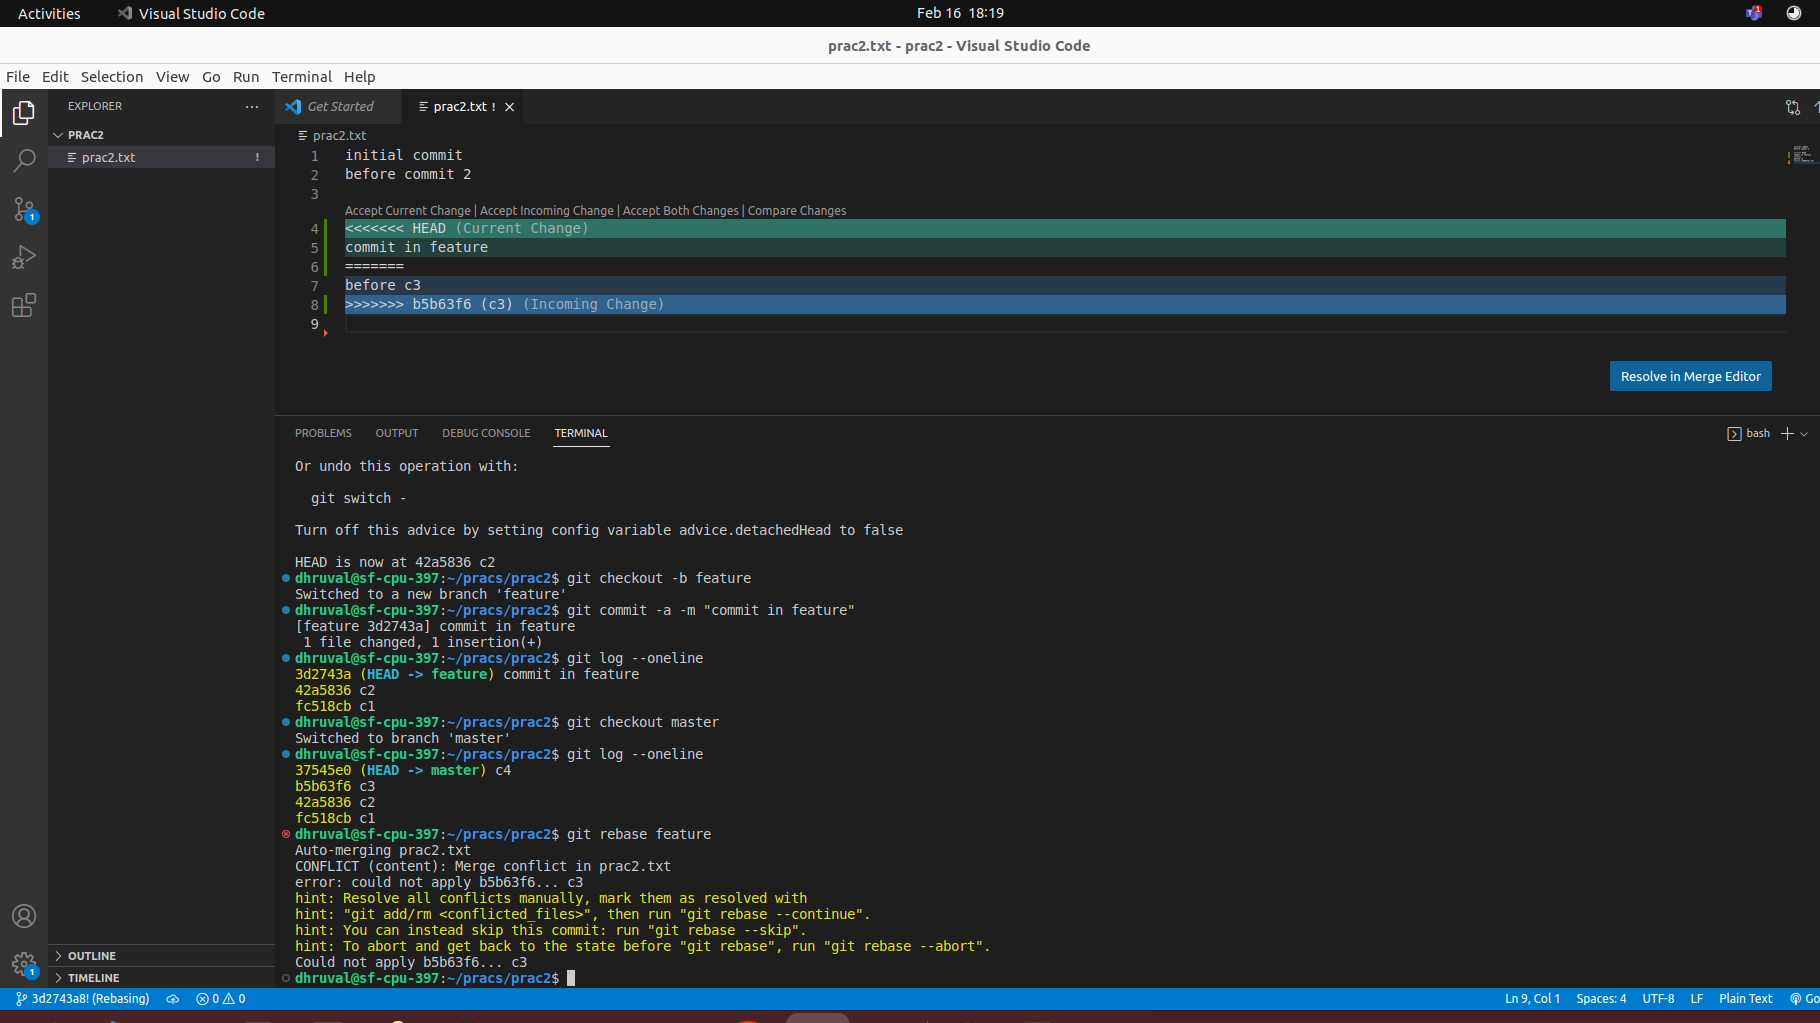 Activities Visual Studio Code Feb 16 18:19 1
prac2.txt - prac2 - Visual Studio Code
File Edit Selection View Go Run Terminal Help
EXPLORER ... Get Started prac2.txt !
PRAC2 prac2.txt
prac2.txt !
1 initial commit
2 before commit 2
3
Accept Current Change | Accept Incoming Change | Accept Both Changes | Compare Changes
4 <<<<<<< HEAD (Current Change)
5 commit in feature
6 =======
7 before c3
8 >>>>>>> b5b63f6 (c3) (Incoming Change)
9
1
Resolve in Merge Editor
PROBLEMS OUTPUT DEBUG CONSOLE TERMINAL bash
Or undo this operation with:
git switch -
Turn off this advice by setting config variable advice.detachedHead to false
HEAD is now at 42a5836 c2
dhruval@sf-cpu-397:~/pracs/prac2$ git checkout -b feature
Switched to a new branch 'feature'
dhruval@sf-cpu-397:~/pracs/prac2$ git commit -a -m "commit in feature"
[feature 3d2743a] commit in feature
1 file changed, 1 insertion(+)
dhruval@sf-cpu-397:~/pracs/prac2$ git log --oneline
3d2743a (HEAD -> feature) commit in feature
42a5836 c2
fc518cb c1
dhruval@sf-cpu-397:~/pracs/prac2$ git checkout master
Switched to branch 'master'
dhruval@sf-cpu-397:~/pracs/prac2$ git log --oneline
37545e0 (HEAD -> master) c4
b5b63f6 c3
42a5836 c2
fc518cb c1
dhruval@sf-cpu-397:~/pracs/prac2$ git rebase feature
Auto-merging prac2.txt
CONFLICT (content): Merge conflict in prac2.txt
error: could not apply b5b63f6... c3
hint: Resolve all conflicts manually, mark them as resolved with
hint: "git add/rm <conflicted_files>", then run "git rebase --continue".
hint: You can instead skip this commit: run "git rebase --skip".
hint: To abort and get back to the state before "git rebase", run "git rebase --abort".
Could not apply b5b63f6... c3
dhruval@sf-cpu-397:~/pracs/prac2$
OUTLINE
1
TIMELINE
3d2743a8! (Rebasing) 0 0 Ln 9, Col 1 Spaces: 4 UTF-8 LF Plain Text Go